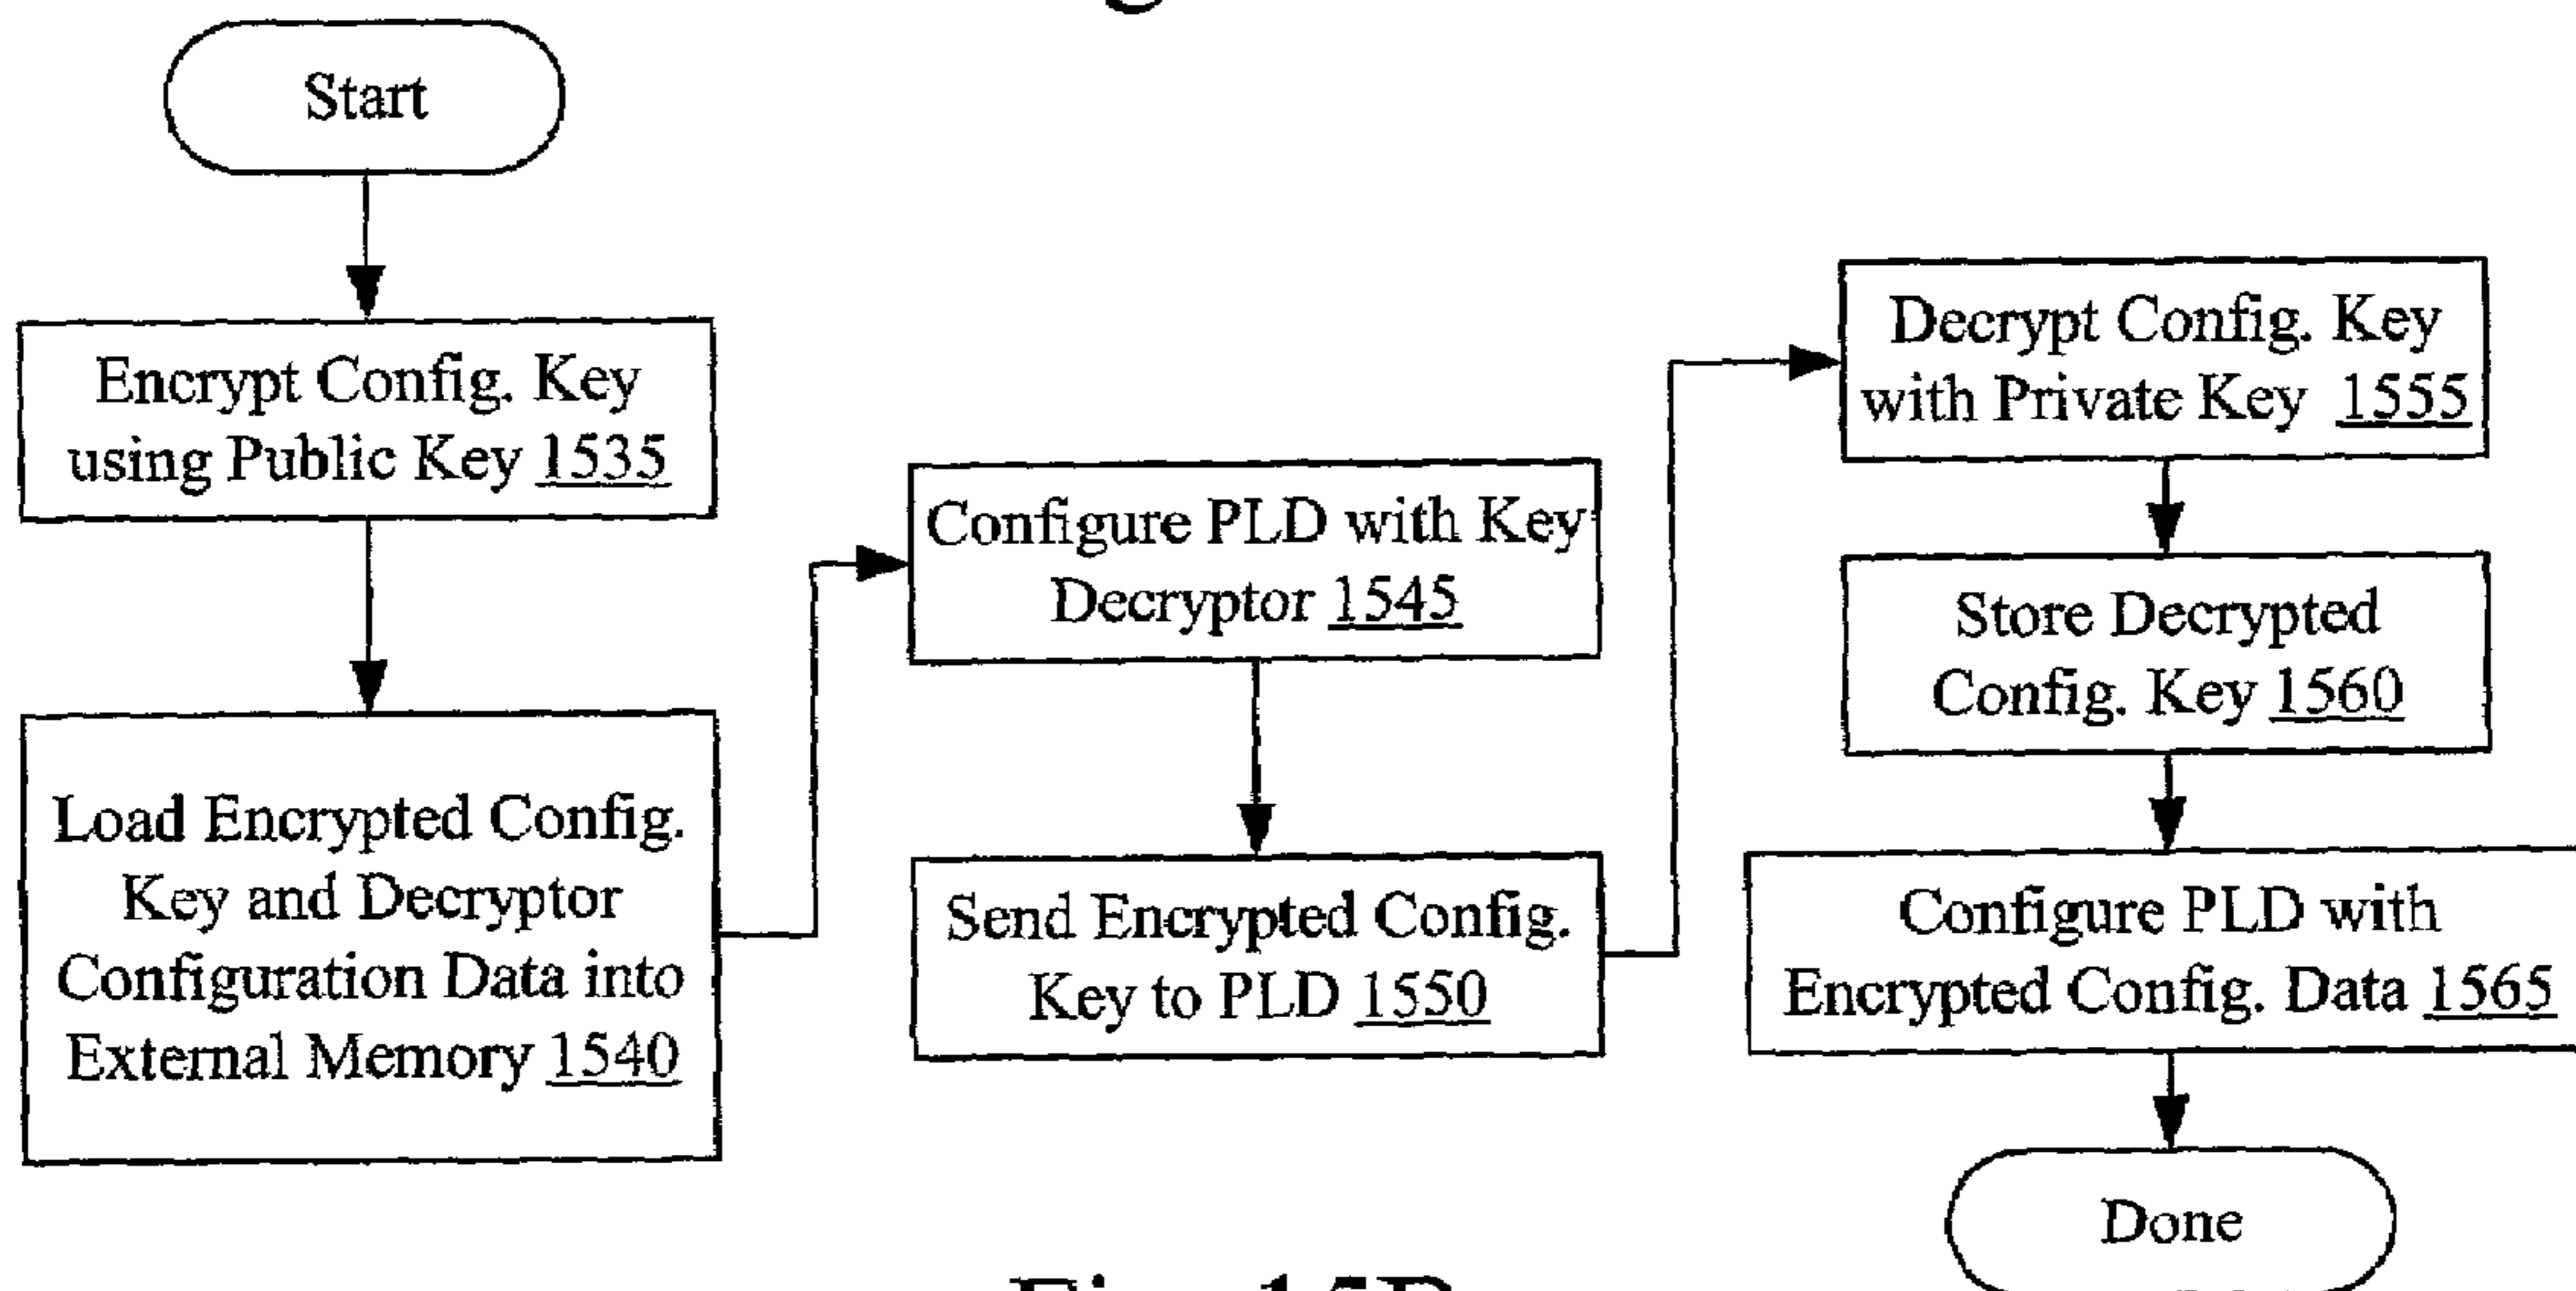 Start
Encrypt Config. Key
using Public Key 1535
Load Encrypted Config.
Key and Decryptor
Configuration Data into
External Memory 1540
Configure PLD with Key
Decryptor 1545
Send Encrypted Config.
Key to PLD 1550
Decrypt Config. Key
with Private Key 1555
Store Decrypted
Config. Key 1560
Configure PLD with
Encrypted Config. Data 1565
Done